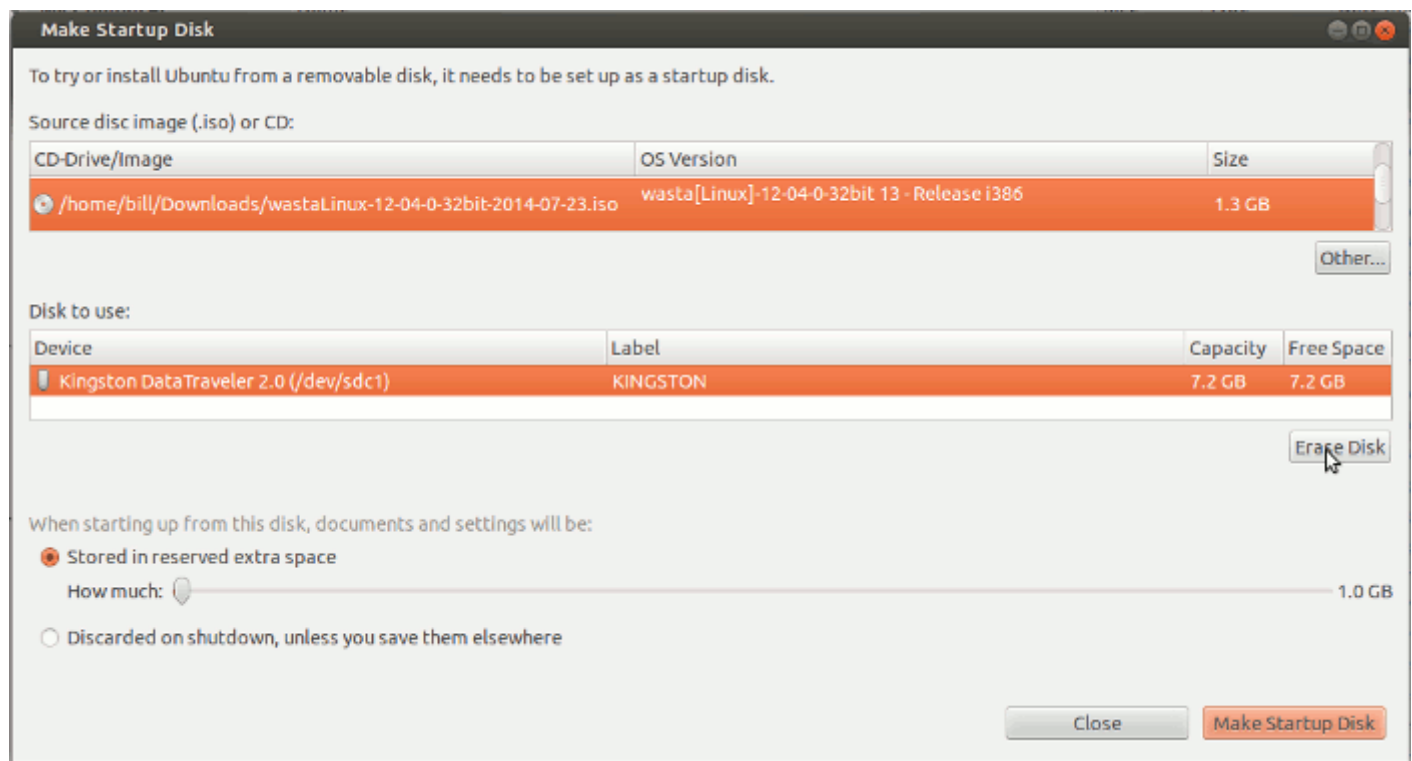 Make Startup Disk
To try or install Ubuntu from a removable disk, it needs to be set up as a startup disk.
Source disc image (.iso) or CD:
CD-Drive/Image OS Version Size
/home/bill/Downloads/wastaLinux-12-04-0-32bit-2014-07-23.iso wasta[Linux]-12-04-0-32bit 13 - Release i386 1.3 GB
Other...
Disk to use:
Device Label Capacity Free Space
Kingston DataTraveler 2.0 (/dev/sdc1) KINGSTON 7.2 GB 7.2 GB
Erase Disk
When starting up from this disk, documents and settings will be:
Stored in reserved extra space
How much: 1.0 GB
Discarded on shutdown, unless you save them elsewhere
Close Make Startup Disk